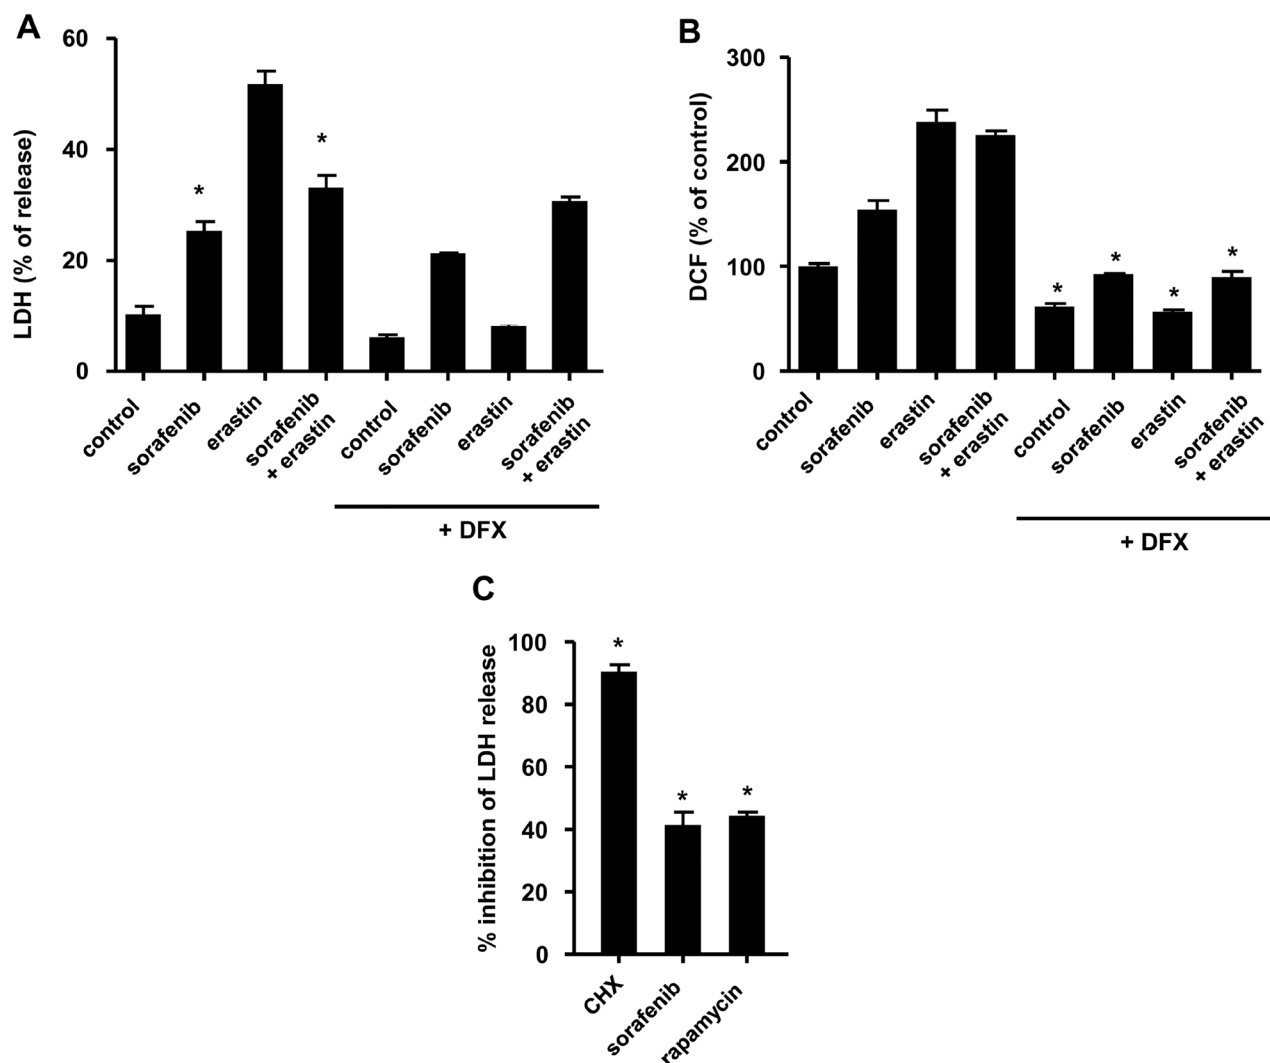 A
LDH (% of release)
60
40
20
0
*
*
control
sorafenib
erastin
sorafenib
+ erastin
control
sorafenib
erastin
sorafenib
+ erastin
+ DFX
B
DCF (% of control)
300
200
100
0
*
*
*
*
control
sorafenib
erastin
sorafenib
+ erastin
control
sorafenib
erastin
sorafenib
+ erastin
+ DFX
C
% inhibition of LDH release
100
80
60
40
20
0
*
*
*
CHX
sorafenib
rapamycin